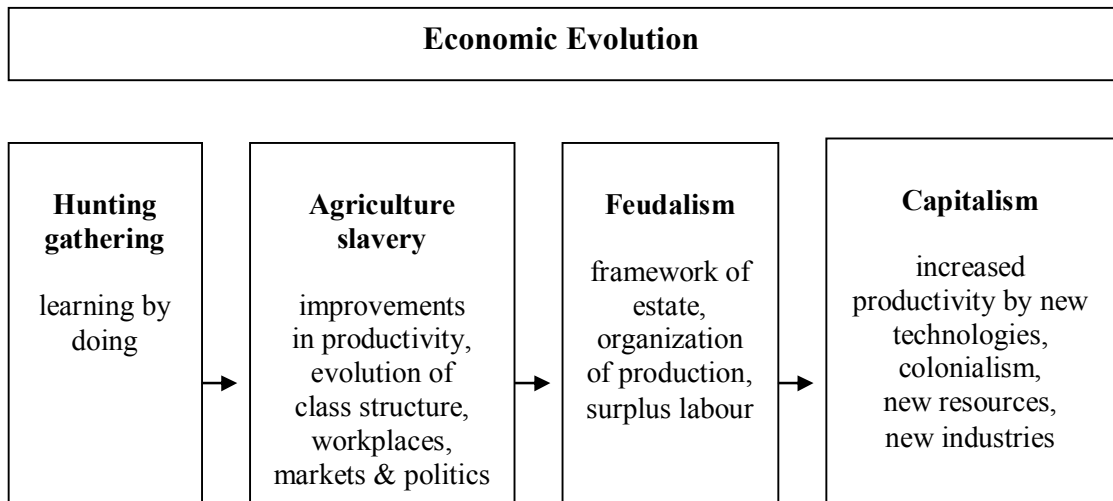 Economic Evolution
Hunting
gathering
learning by
doing
Agriculture
slavery
improvements
in productivity,
evolution of
class structure,
workplaces,
markets & politics
Feudalism
framework of
estate,
organization
of production,
surplus labour
Capitalism
increased
productivity by new
technologies,
colonialism,
new resources,
new industries